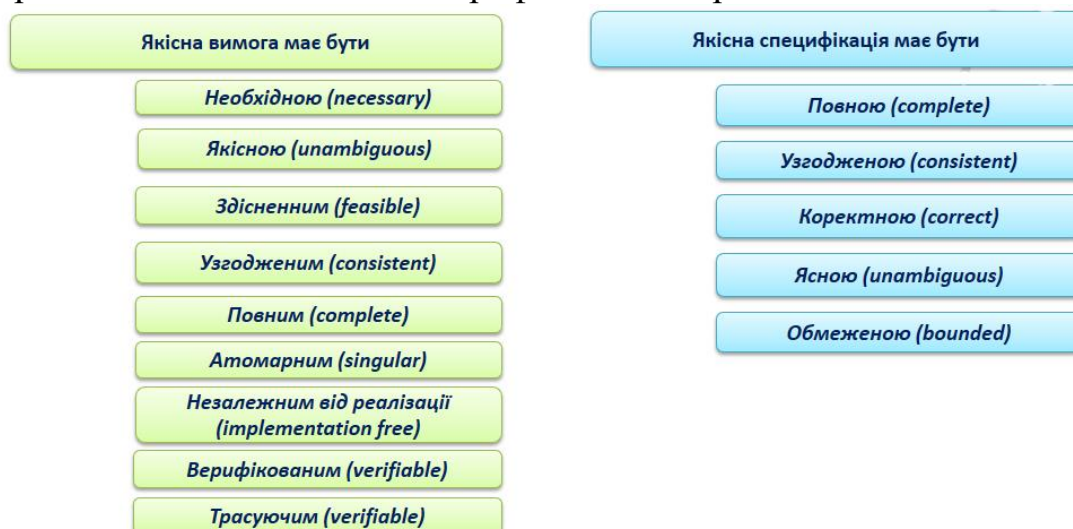 Якісна вимога має бути
Необхідною (necessary)
Якісною (unambiguous)
Здісненним (feasible)
Узгодженим (consistent)
Повним (complete)
Атомарним (singular)
Незалежним від реалізації
(implementation free)
Верифікованим (verifiable)
Трасуючим (verifiable)
Якісна специфікація має бути
Повною (complete)
Узгодженою (consistent)
Коректною (correct)
Ясною (unambiguous)
Обмеженою (bounded)